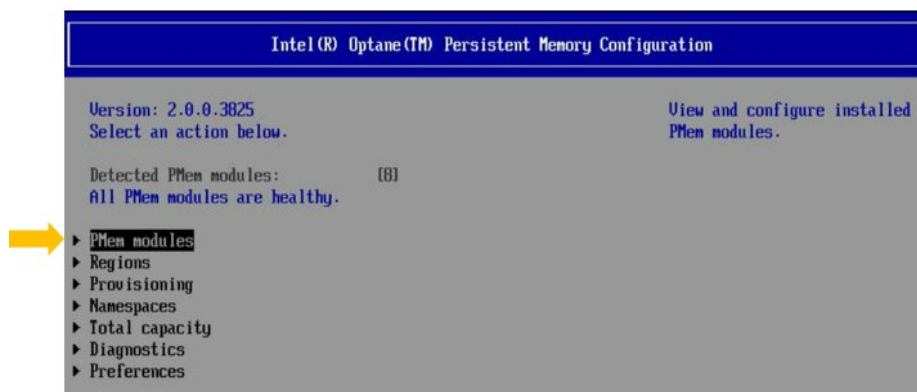 Intel(R) Optane(TM) Persistent Memory Configuration
Version: 2.0.0.3825
Select an action below.
View and configure installed
PMem modules.
Detected PMem modules: [8]
All PMem modules are healthy.
PMem modules
Regions
Provisioning
Namespaces
Total capacity
Diagnostics
Preferences